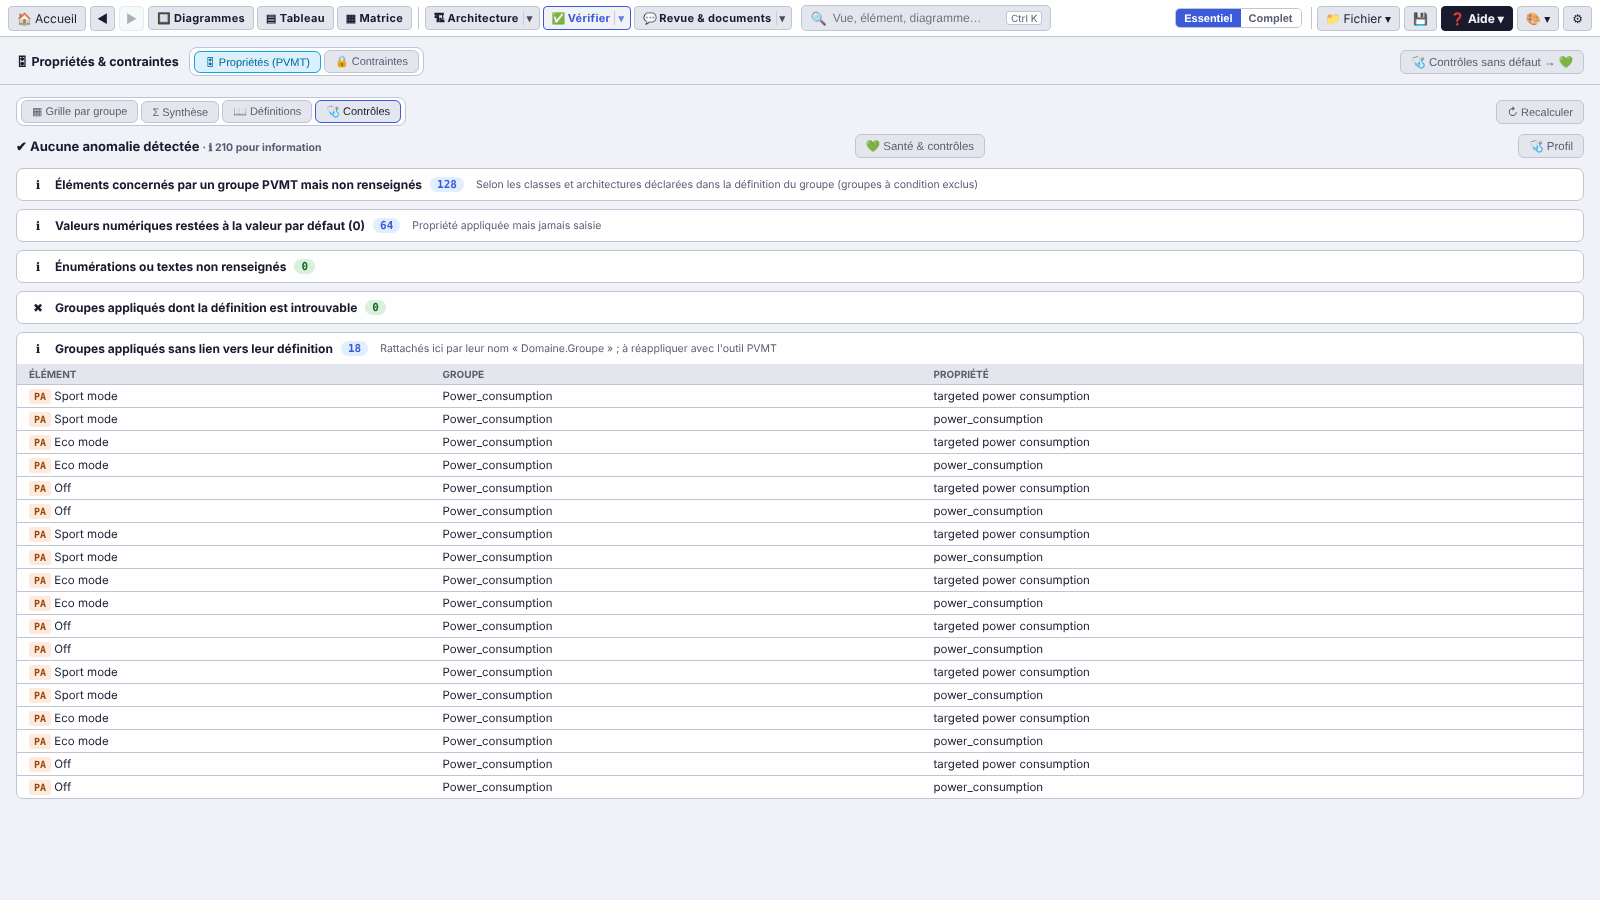 🏠 Accueil ◀ ▶ 🔲 Diagrammes ▤ Tableau ▦ Matrice 🏗 Architecture ▾ ✅ Vérifier ▾ 💬 Revue & documents ▾ 🔍 Vue, élément, diagramme… Ctrl K Essentiel Complet 📁 Fichier ▾ 💾 ❓ Aide ▾ 🎨 ▾ ⚙
🎛 Propriétés & contraintes 🎛 Propriétés (PVMT) 🔒 Contraintes 🩺 Contrôles sans défaut → 💚
▦ Grille par groupe Σ Synthèse 📖 Définitions 🩺 Contrôles ↻ Recalculer
✔ Aucune anomalie détectée · ℹ 210 pour information 💚 Santé & contrôles 🩺 Profil
ℹ Éléments concernés par un groupe PVMT mais non renseignés 128 Selon les classes et architectures déclarées dans la définition du groupe (groupes à condition exclus)
ℹ Valeurs numériques restées à la valeur par défaut (0) 64 Propriété appliquée mais jamais saisie
ℹ Énumérations ou textes non renseignés 0
✖ Groupes appliqués dont la définition est introuvable 0
ℹ Groupes appliqués sans lien vers leur définition 18 Rattachés ici par leur nom « Domaine.Groupe » ; à réappliquer avec l'outil PVMT
ÉLÉMENT GROUPE PROPRIÉTÉ
PA Sport mode Power_consumption targeted power consumption
PA Sport mode Power_consumption power_consumption
PA Eco mode Power_consumption targeted power consumption
PA Eco mode Power_consumption power_consumption
PA Off Power_consumption targeted power consumption
PA Off Power_consumption power_consumption
PA Sport mode Power_consumption targeted power consumption
PA Sport mode Power_consumption power_consumption
PA Eco mode Power_consumption targeted power consumption
PA Eco mode Power_consumption power_consumption
PA Off Power_consumption targeted power consumption
PA Off Power_consumption power_consumption
PA Sport mode Power_consumption targeted power consumption
PA Sport mode Power_consumption power_consumption
PA Eco mode Power_consumption targeted power consumption
PA Eco mode Power_consumption power_consumption
PA Off Power_consumption targeted power consumption
PA Off Power_consumption power_consumption